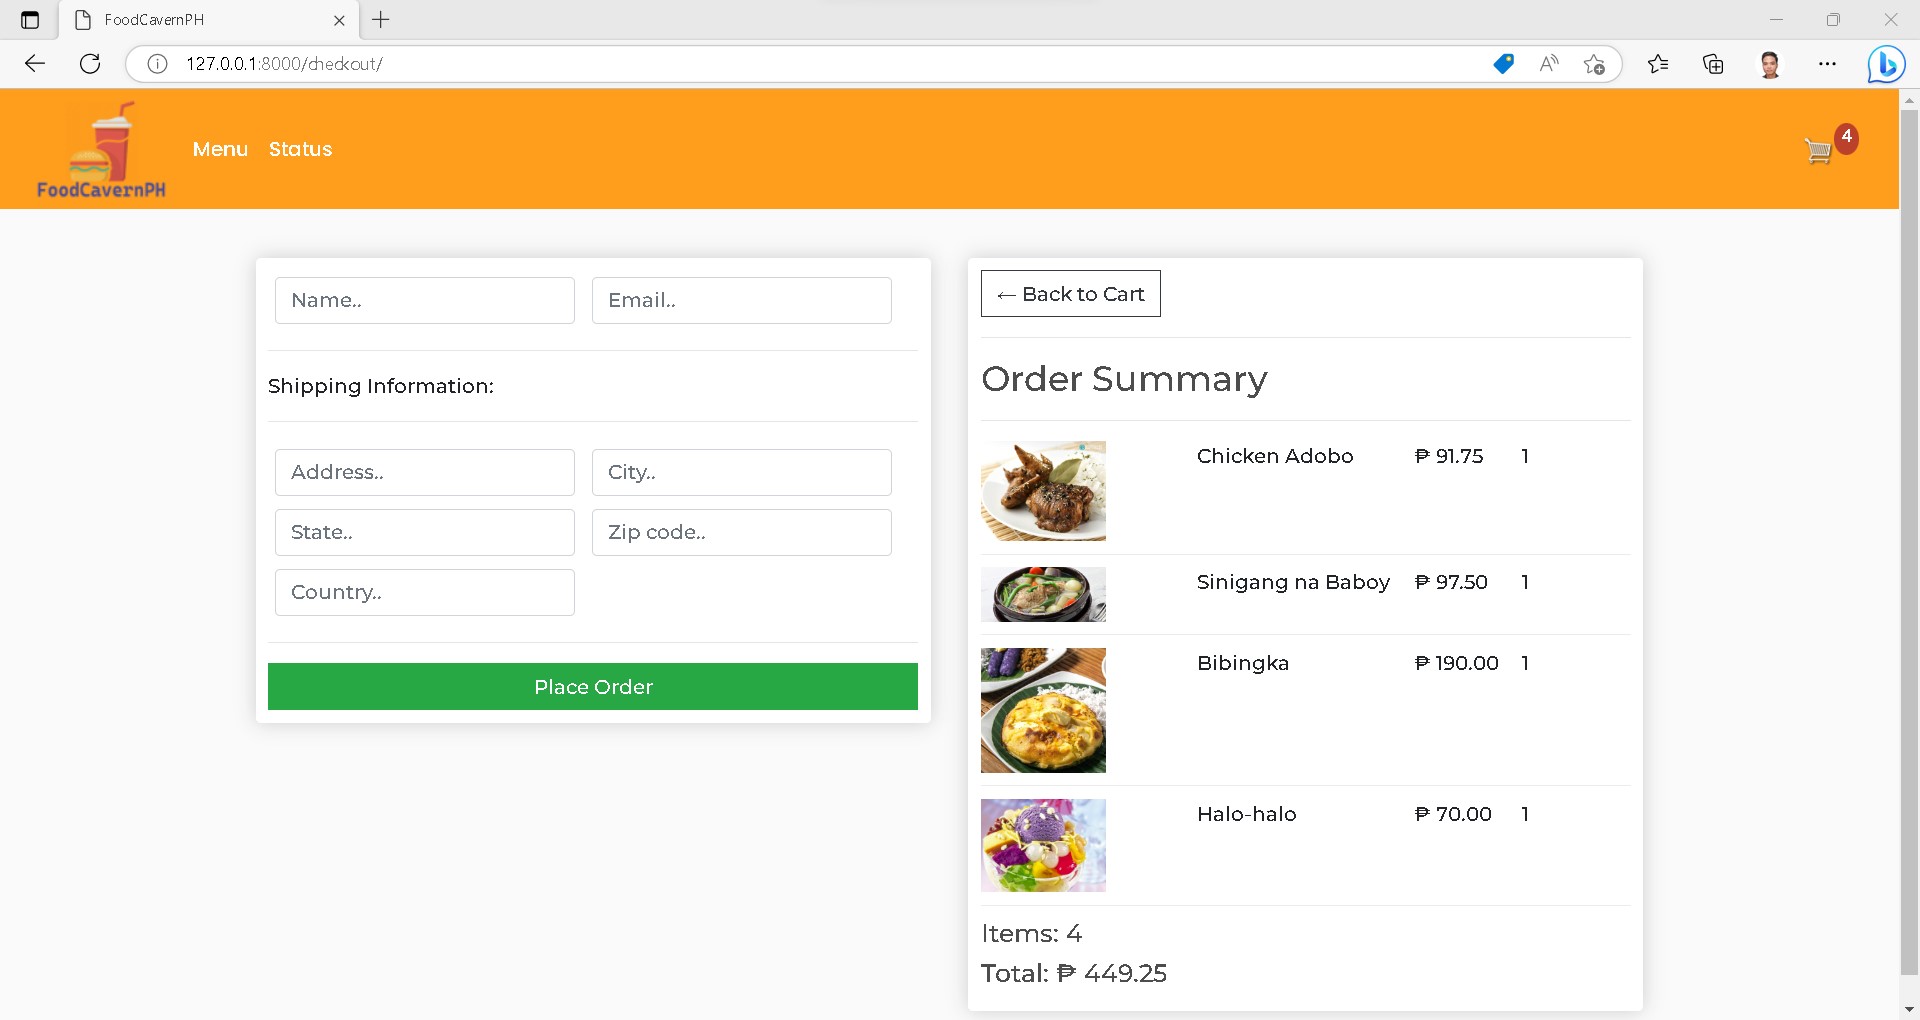 FoodCavernPH
127.0.0.1:8000/checkout/
FoodCavernPH
Menu Status
4
Name..
Email..
Shipping Information:
Address..
City..
State..
Zip code..
Country..
Place Order
← Back to Cart
Order Summary
Chicken Adobo ₱ 91.75 1
Sinigang na Baboy ₱ 97.50 1
Bibingka ₱ 190.00 1
Halo-halo ₱ 70.00 1
Items: 4
Total: ₱ 449.25